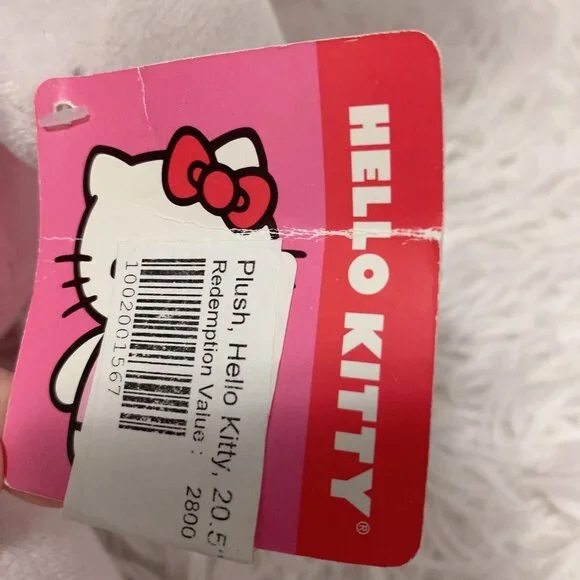 HELLO KITTY®
Plush, Hello Kitty, 20.5"
Redemption Value : 2800
1002001567